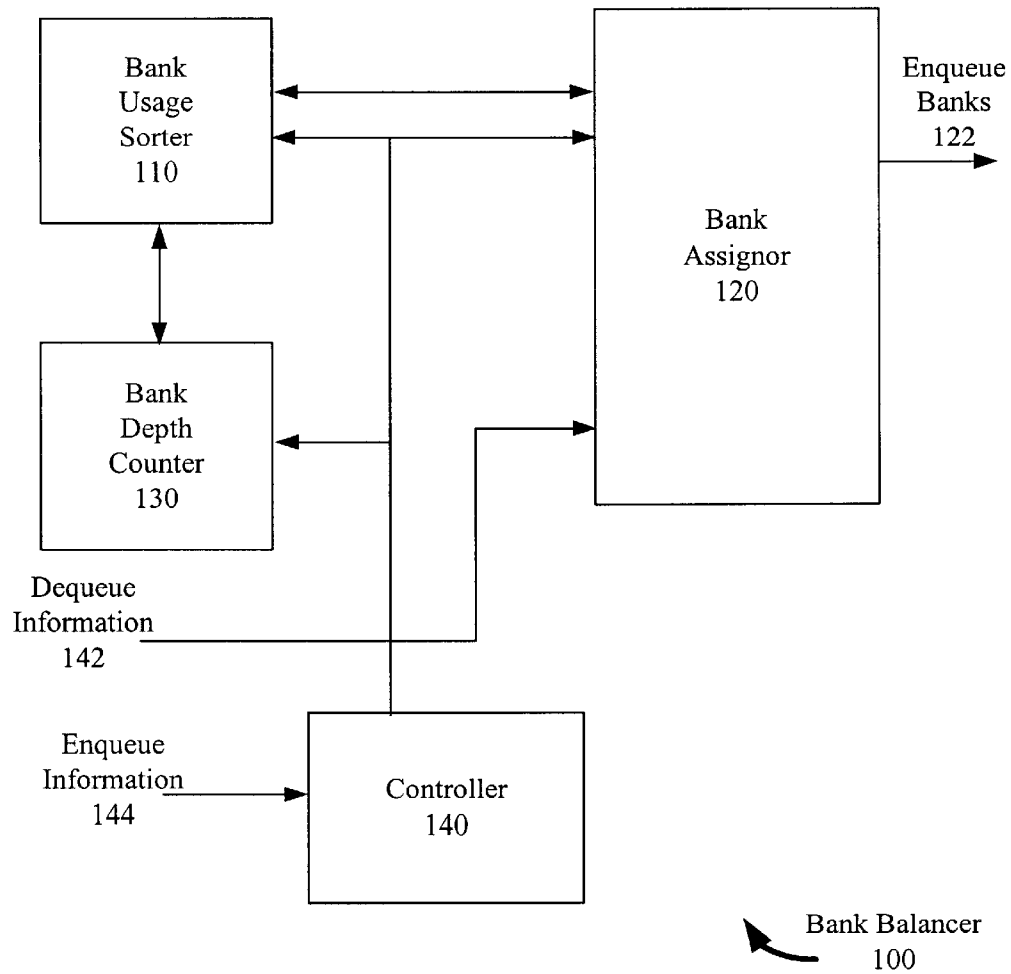 Bank
Usage
Sorter
110
Bank
Assignor
120
Enqueue
Banks
122
Bank
Depth
Counter
130
Dequeue
Information
142
Enqueue
Information
144
Controller
140
Bank Balancer
100